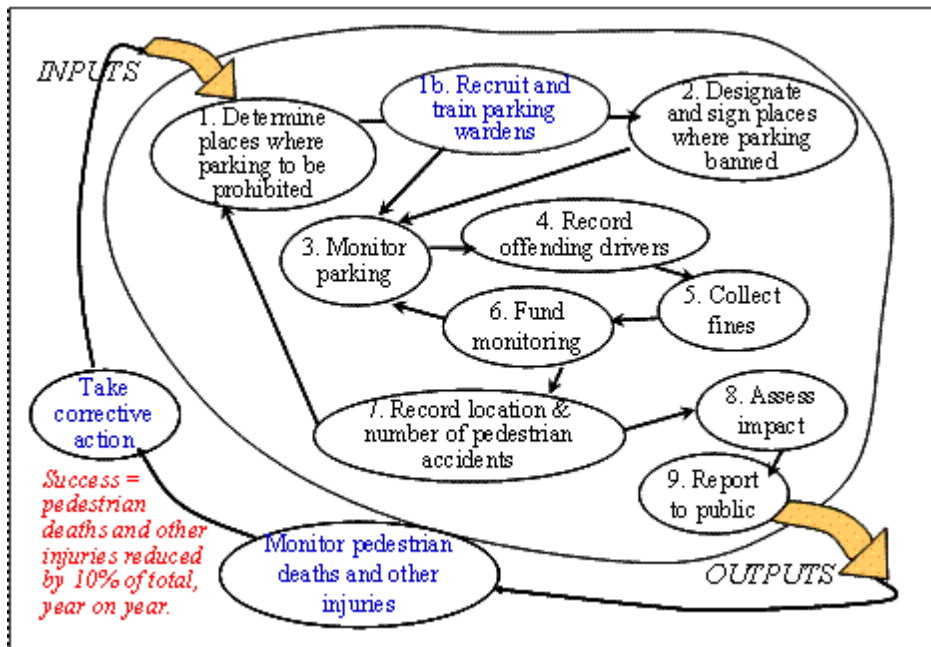 INPUTS
1. Determine
places where
parking to be
prohibited
1b. Recruit and
train parking
wardens
2. Designate
and sign places
where parking
banned
3. Monitor
parking
4. Record
offending drivers
5. Collect
fines
6. Fund
monitoring
7. Record location &
number of pedestrian
accidents
8. Assess
impact
9. Report
to public
OUTPUTS
Take
corrective
action
Success =
pedestrian
deaths and other
injuries reduced
by 10% of total,
year on year.
Monitor pedestrian
deaths and other
injuries